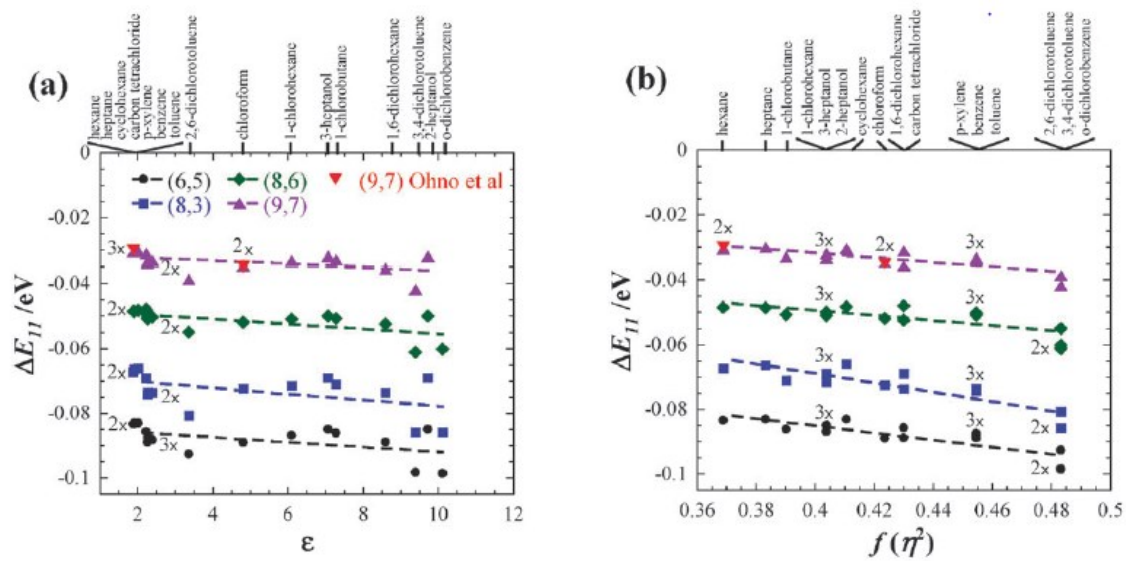 (a)
hexane
heptane
cyclohexane
carbon tetrachloride
p-xylene
benzene
toluene
2,6-dichlorotoluene
chloroform
1-chlorohexane
3-heptanol
1-chlorobutane
1,6-dichlorohexane
3,4-dichlorotoluene
2-heptanol
o-dichlorobenzene
0
-0.02
-0.04
-0.06
-0.08
-0.1
ΔE11 /eV
(6,5)
(8,6)
(9,7) Ohno et al
(8,3)
(9,7)
3x
2x
2x
2x
2x
2x
2x
3x
2 4 6 8 10 12
ε
(b)
hexane
heptane
1-chlorobutane
1-chlorohexane
3-heptanol
2-heptanol
cyclohexane
chloroform
1,6-dichlorohexane
carbon tetrachloride
p-xylene
benzene
toluene
2,6-dichlorotoluene
3,4-dichlorotoluene
o-dichlorobenzene
0
-0.02
-0.04
-0.06
-0.08
-0.1
ΔE11 /eV
2x
3x
2x
3x
3x
3x
2x
3x
3x
2x
3x
3x
2x
0.36 0.38 0.4 0.42 0.44 0.46 0.48 0.5
f(η²)